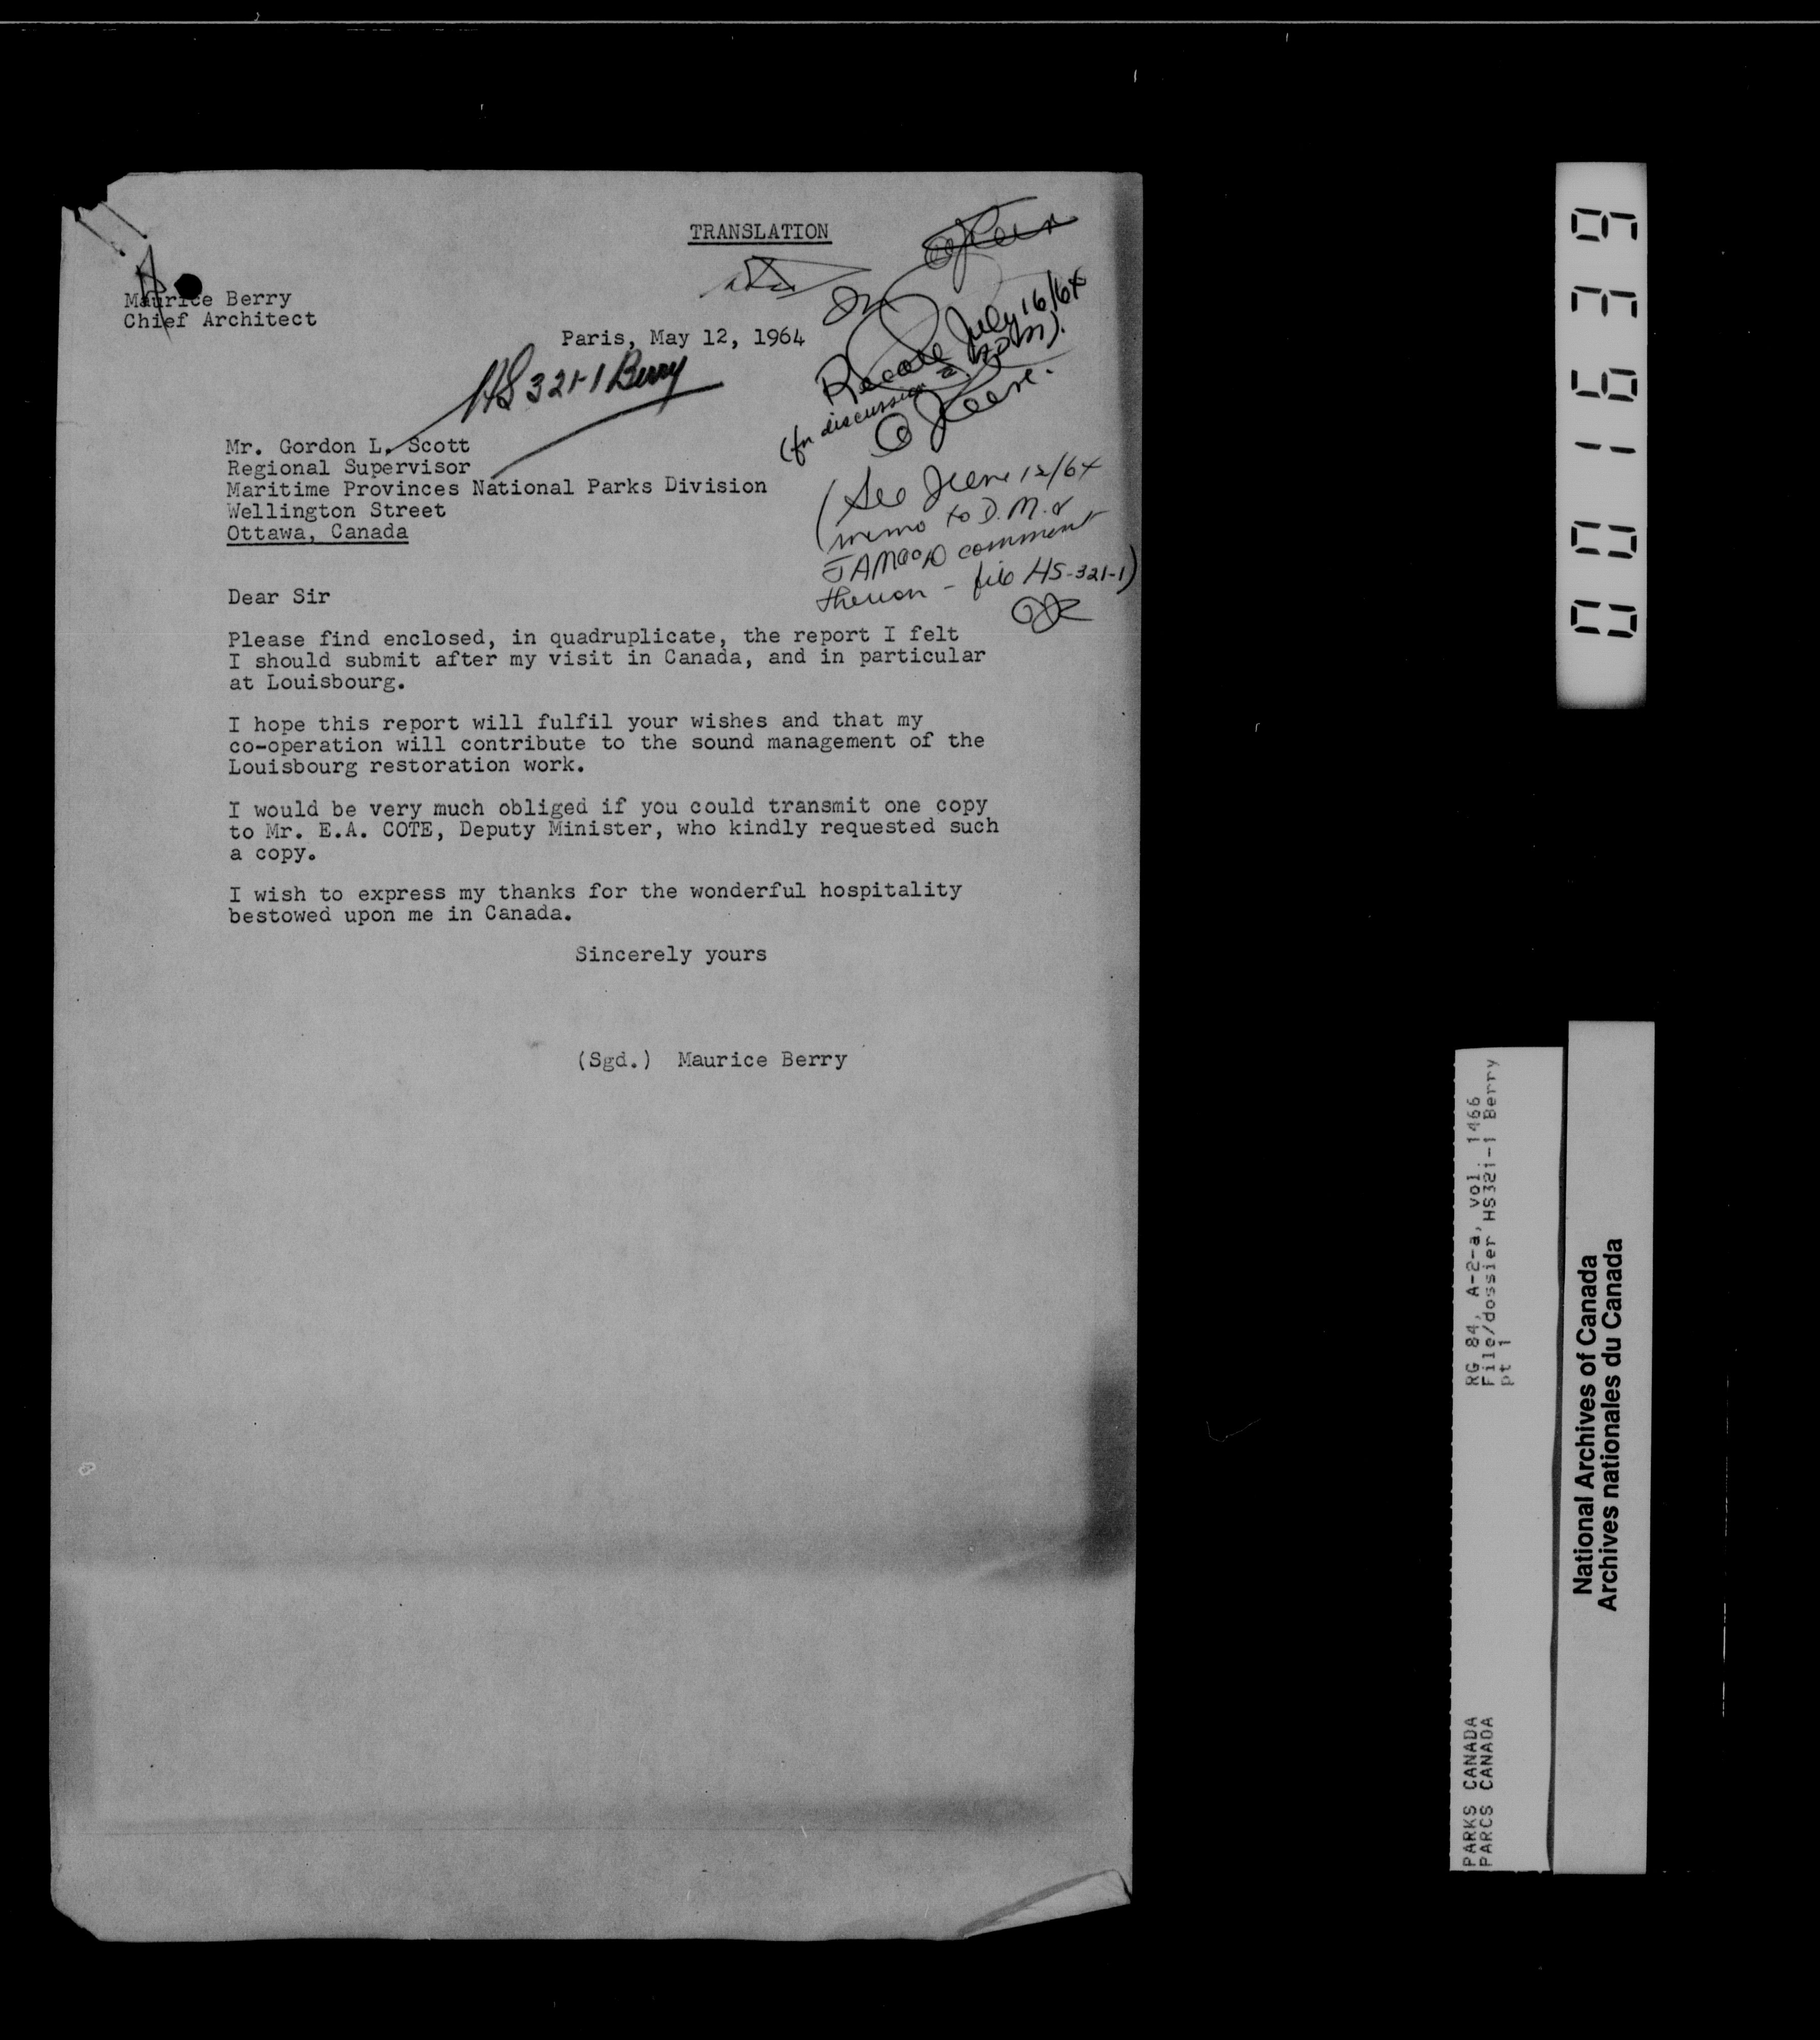 TRANSLATION
Maurice Berry
Chief Architect
Paris, May 12, 1964
HS 321-1 Berry
July 16/64
(for discussion
Mr. Gordon L. Scott
Regional Supervisor
Maritime Provinces National Parks Division
Wellington Street
Ottawa, Canada
(See June 12/64
memo to D.M. &
comment
thereon - file HS-321-1)
Dear Sir
Please find enclosed, in quadruplicate, the report I felt
I should submit after my visit in Canada, and in particular
at Louisbourg.
I hope this report will fulfil your wishes and that my
co-operation will contribute to the sound management of the
Louisbourg restoration work.
I would be very much obliged if you could transmit one copy
to Mr. E.A. COTE, Deputy Minister, who kindly requested such
a copy.
I wish to express my thanks for the wonderful hospitality
bestowed upon me in Canada.
Sincerely yours
(Sgd.) Maurice Berry
001639
RG 84, A-2-a, vol. 1466
File/dossier HS321-1 Berry
pt 1
PARKS CANADA
PARCS CANADA
National Archives of Canada
Archives nationales du Canada